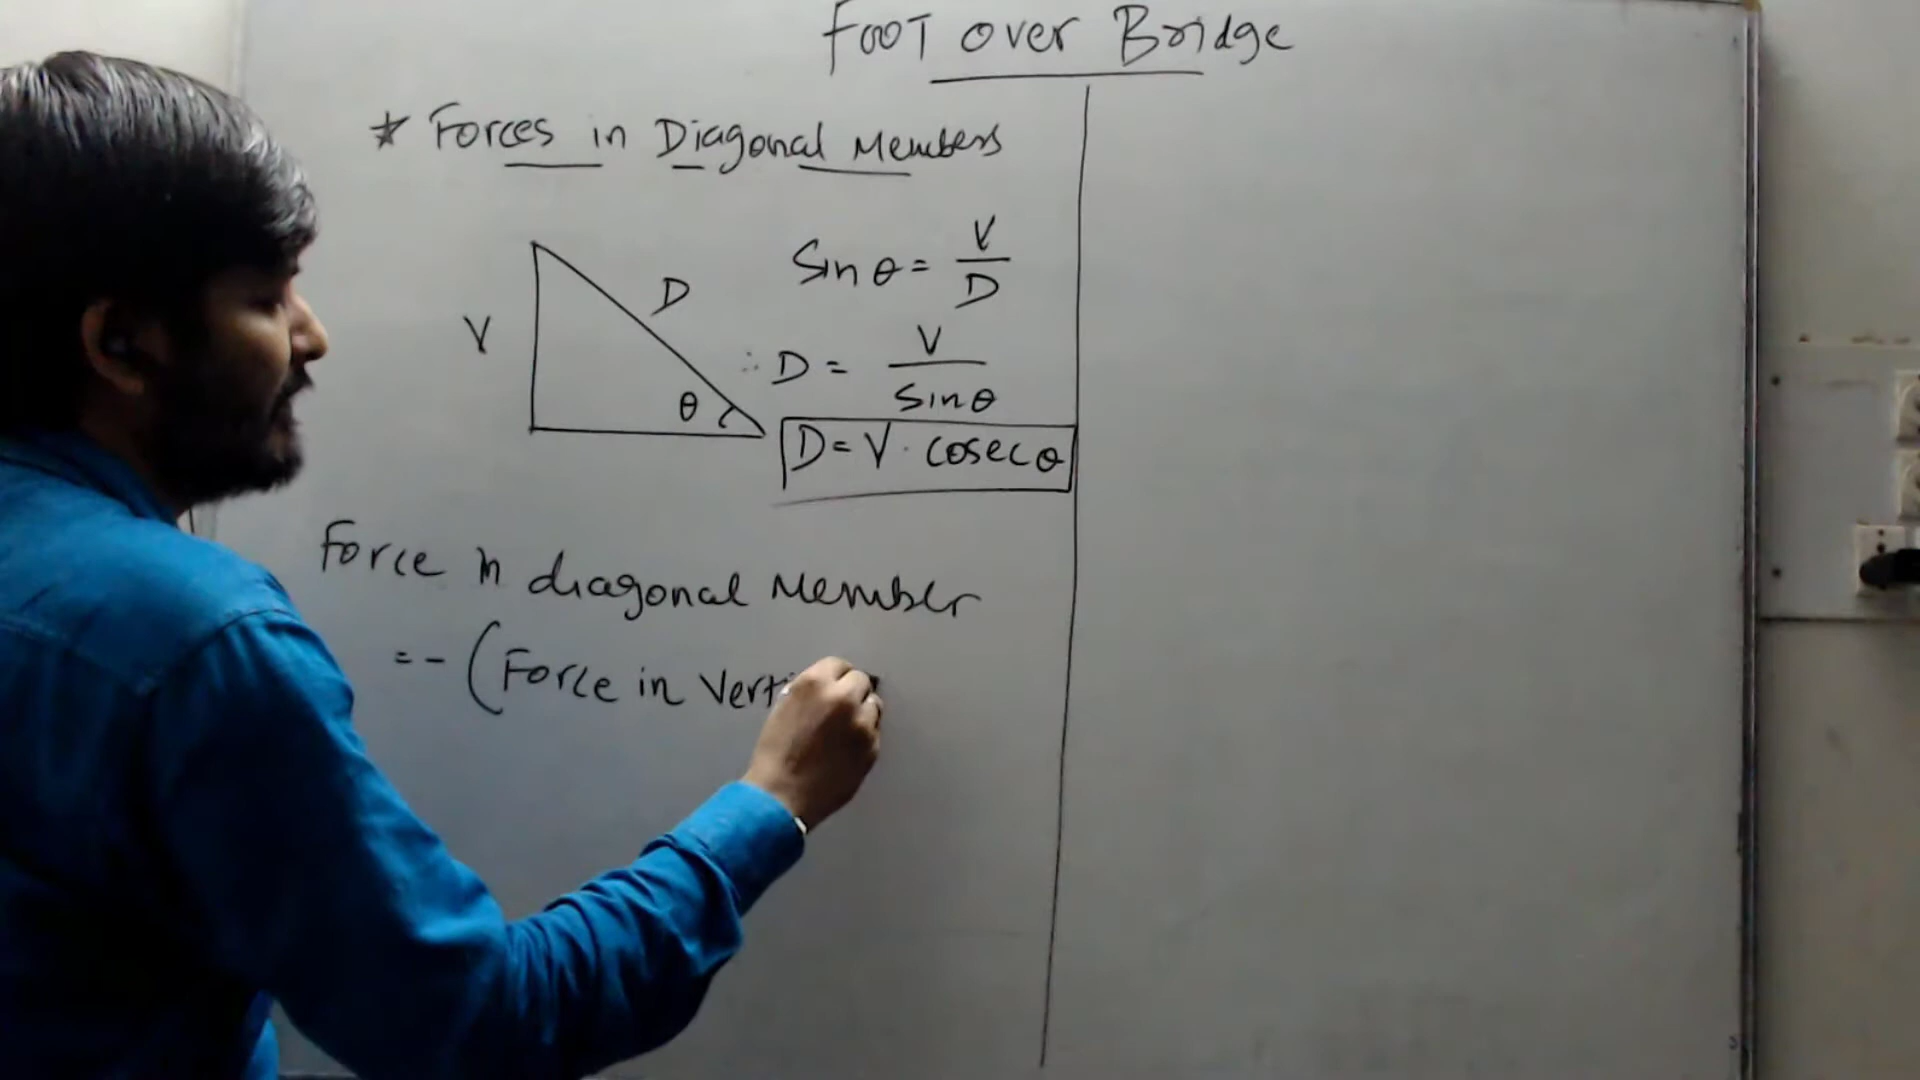 FOOT over Bridge
* Forces in Diagonal Members
V
D
θ
Sin θ = V/D
∴ D = V/Sinθ
D = V · cosecθ
Force in diagonal Member
= - (Force in Vert